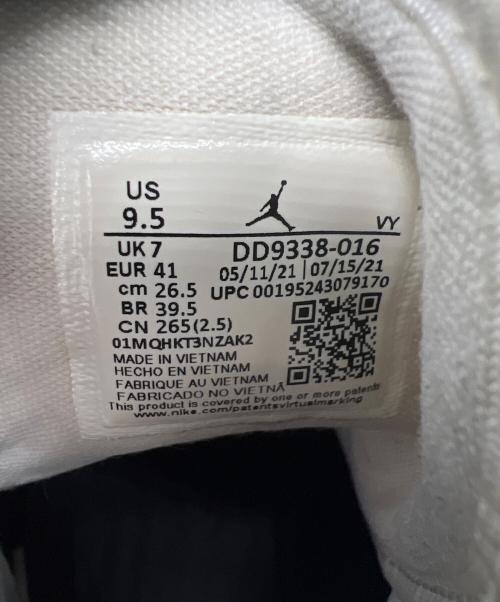 US
9.5
VY
UK 7
DD9338-016
EUR 41
05/11/21 | 07/15/21
cm 26.5
UPC 00195243079170
BR 39.5
CN 265(2.5)
01MQHKT3NZAK2
MADE IN VIETNAM
HECHO EN VIETNAM
FABRIQUE AU VIETNAM
FABRICADO NO VIETNÃ
This product is covered by one or more patents
www.nike.com/patentsvirtualmarking